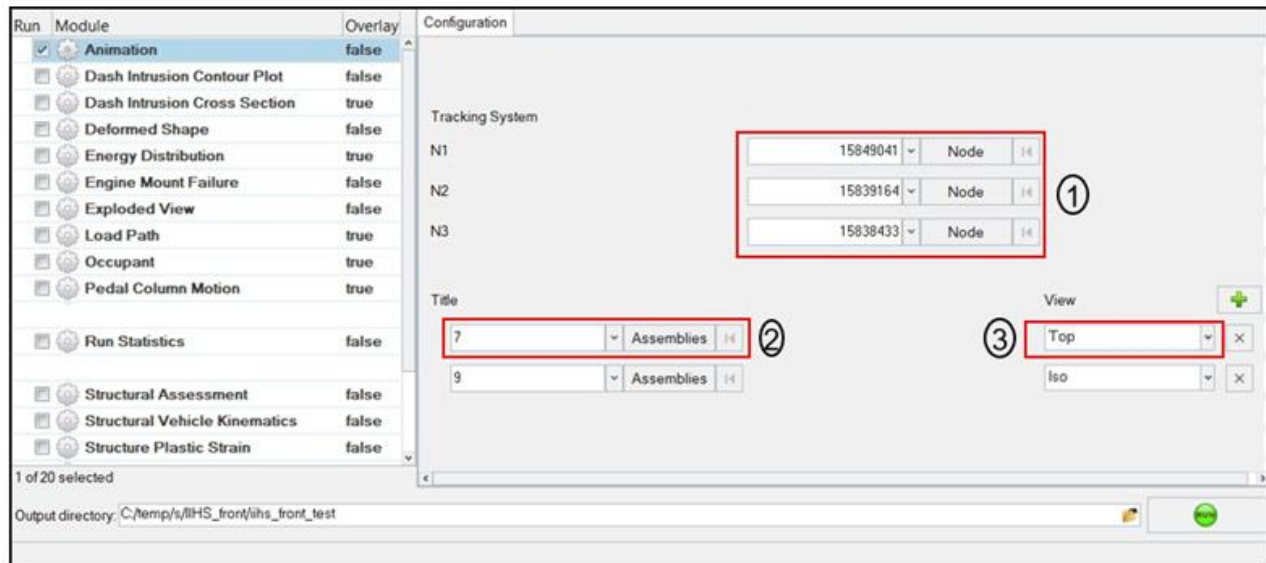 Run Module Overlay
Animation false
Dash Intrusion Contour Plot false
Dash Intrusion Cross Section true
Deformed Shape false
Energy Distribution true
Engine Mount Failure false
Exploded View false
Load Path true
Occupant true
Pedal Column Motion true
Run Statistics false
Structural Assessment false
Structural Vehicle Kinematics false
Structure Plastic Strain false
1 of 20 selected
Configuration
Tracking System
N1 15849041 Node
N2 15839164 Node
N3 15838433 Node
①
Title View
7 Assemblies ② ③ Top
9 Assemblies Iso
Output directory: C:/temp/s/IIHS_front/iihs_front_test